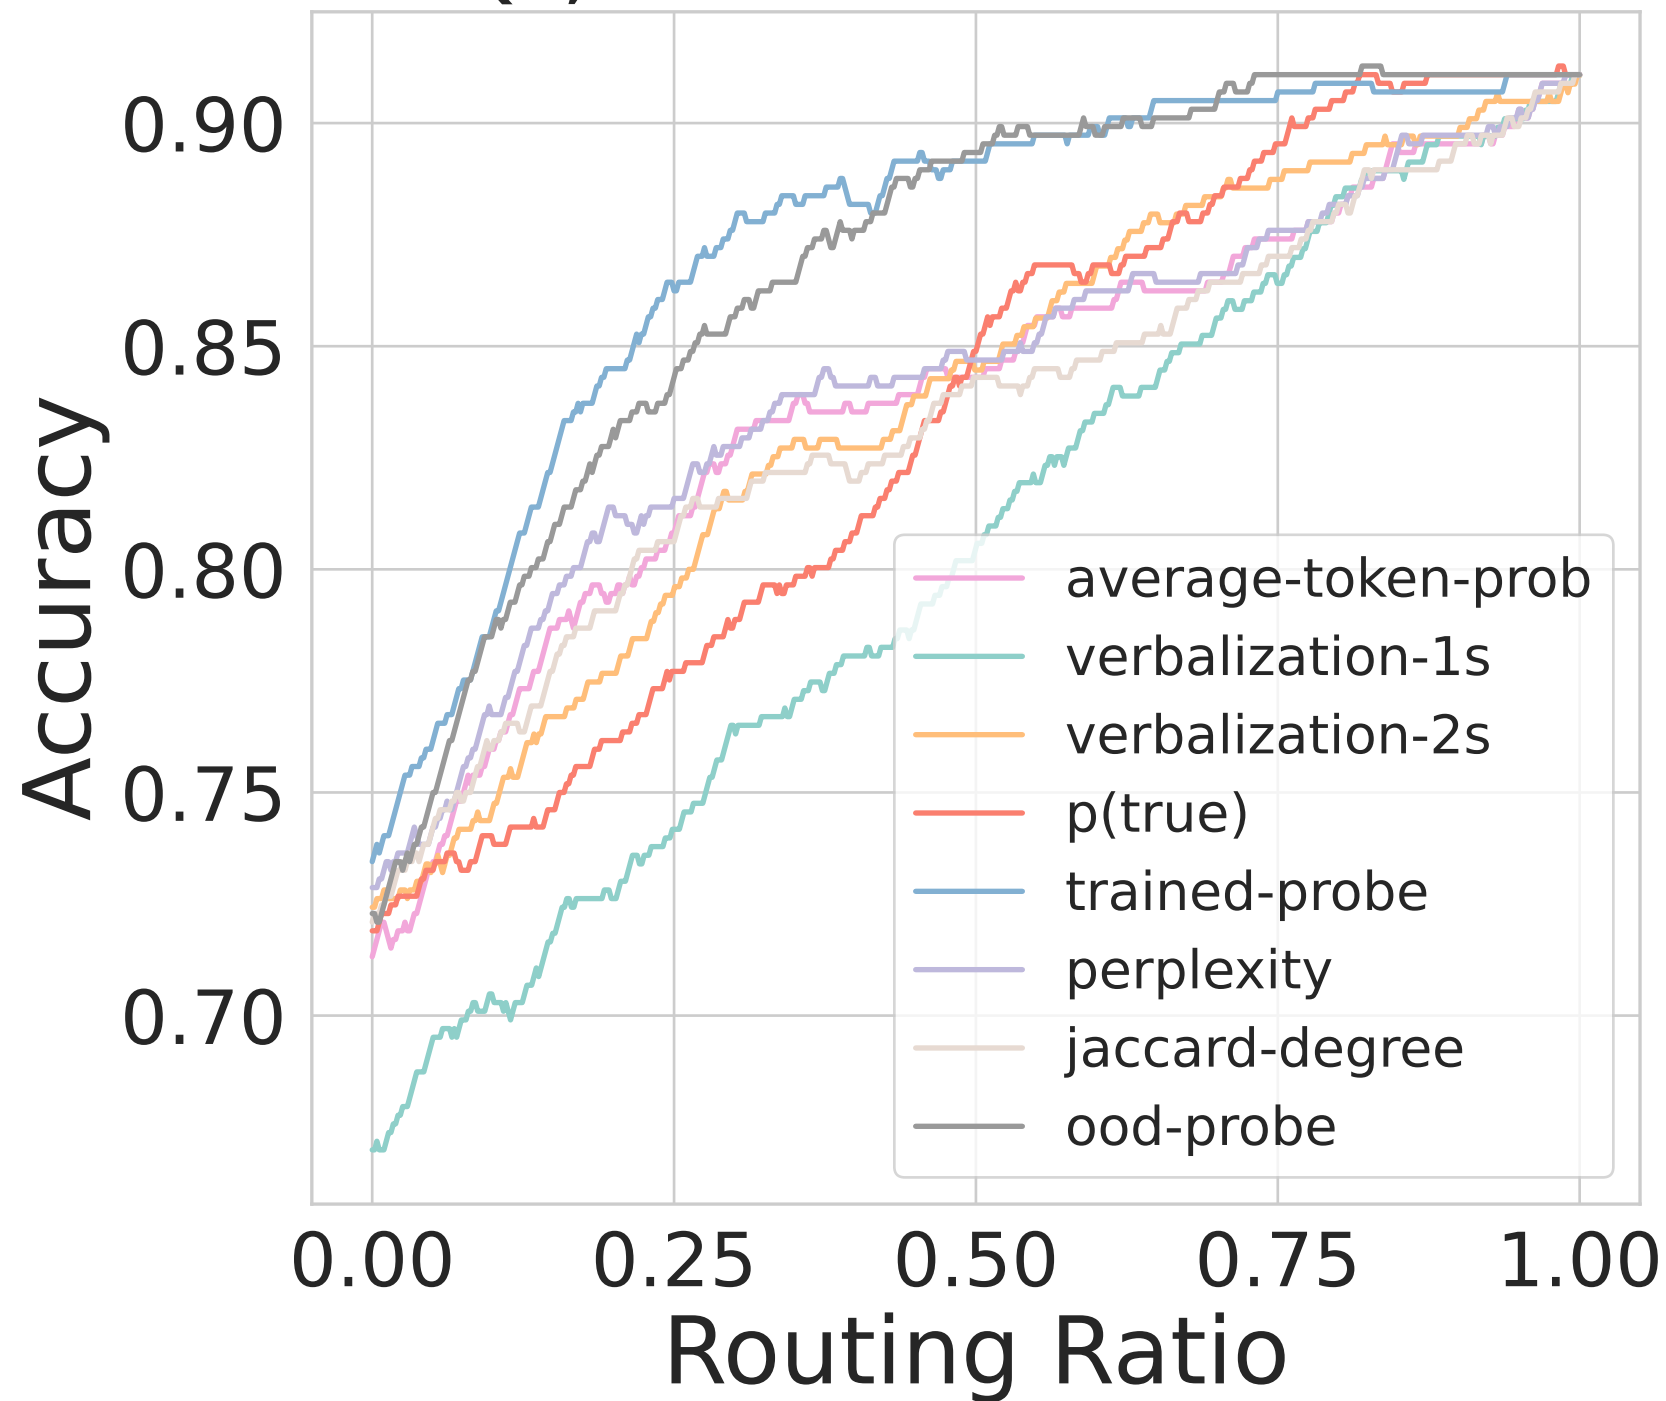 0.90
0.85
0.80
0.75
0.70
Accuracy
average-token-prob
verbalization-1s
verbalization-2s
p(true)
trained-probe
perplexity
jaccard-degree
ood-probe
0.00 0.25 0.50 0.75 1.00
Routing Ratio